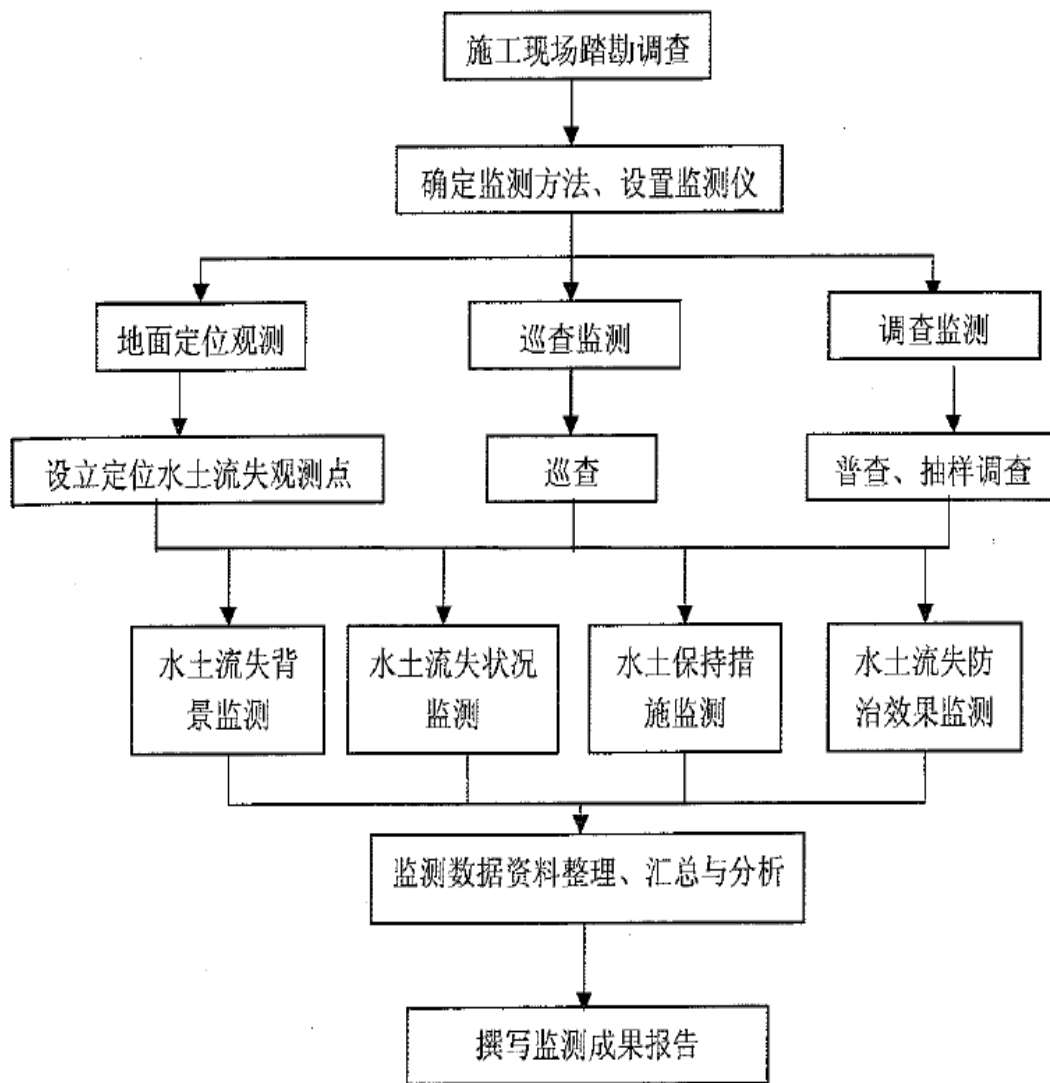 施工现场踏勘调查
确定监测方法、设置监测仪
地面定位观测
巡查监测
调查监测
设立定位水土流失观测点
巡查
普查、抽样调查
水土流失背
景监测
水土流失状况
监测
水土保持措
施监测
水土流失防
治效果监测
监测数据资料整理、汇总与分析
撰写监测成果报告